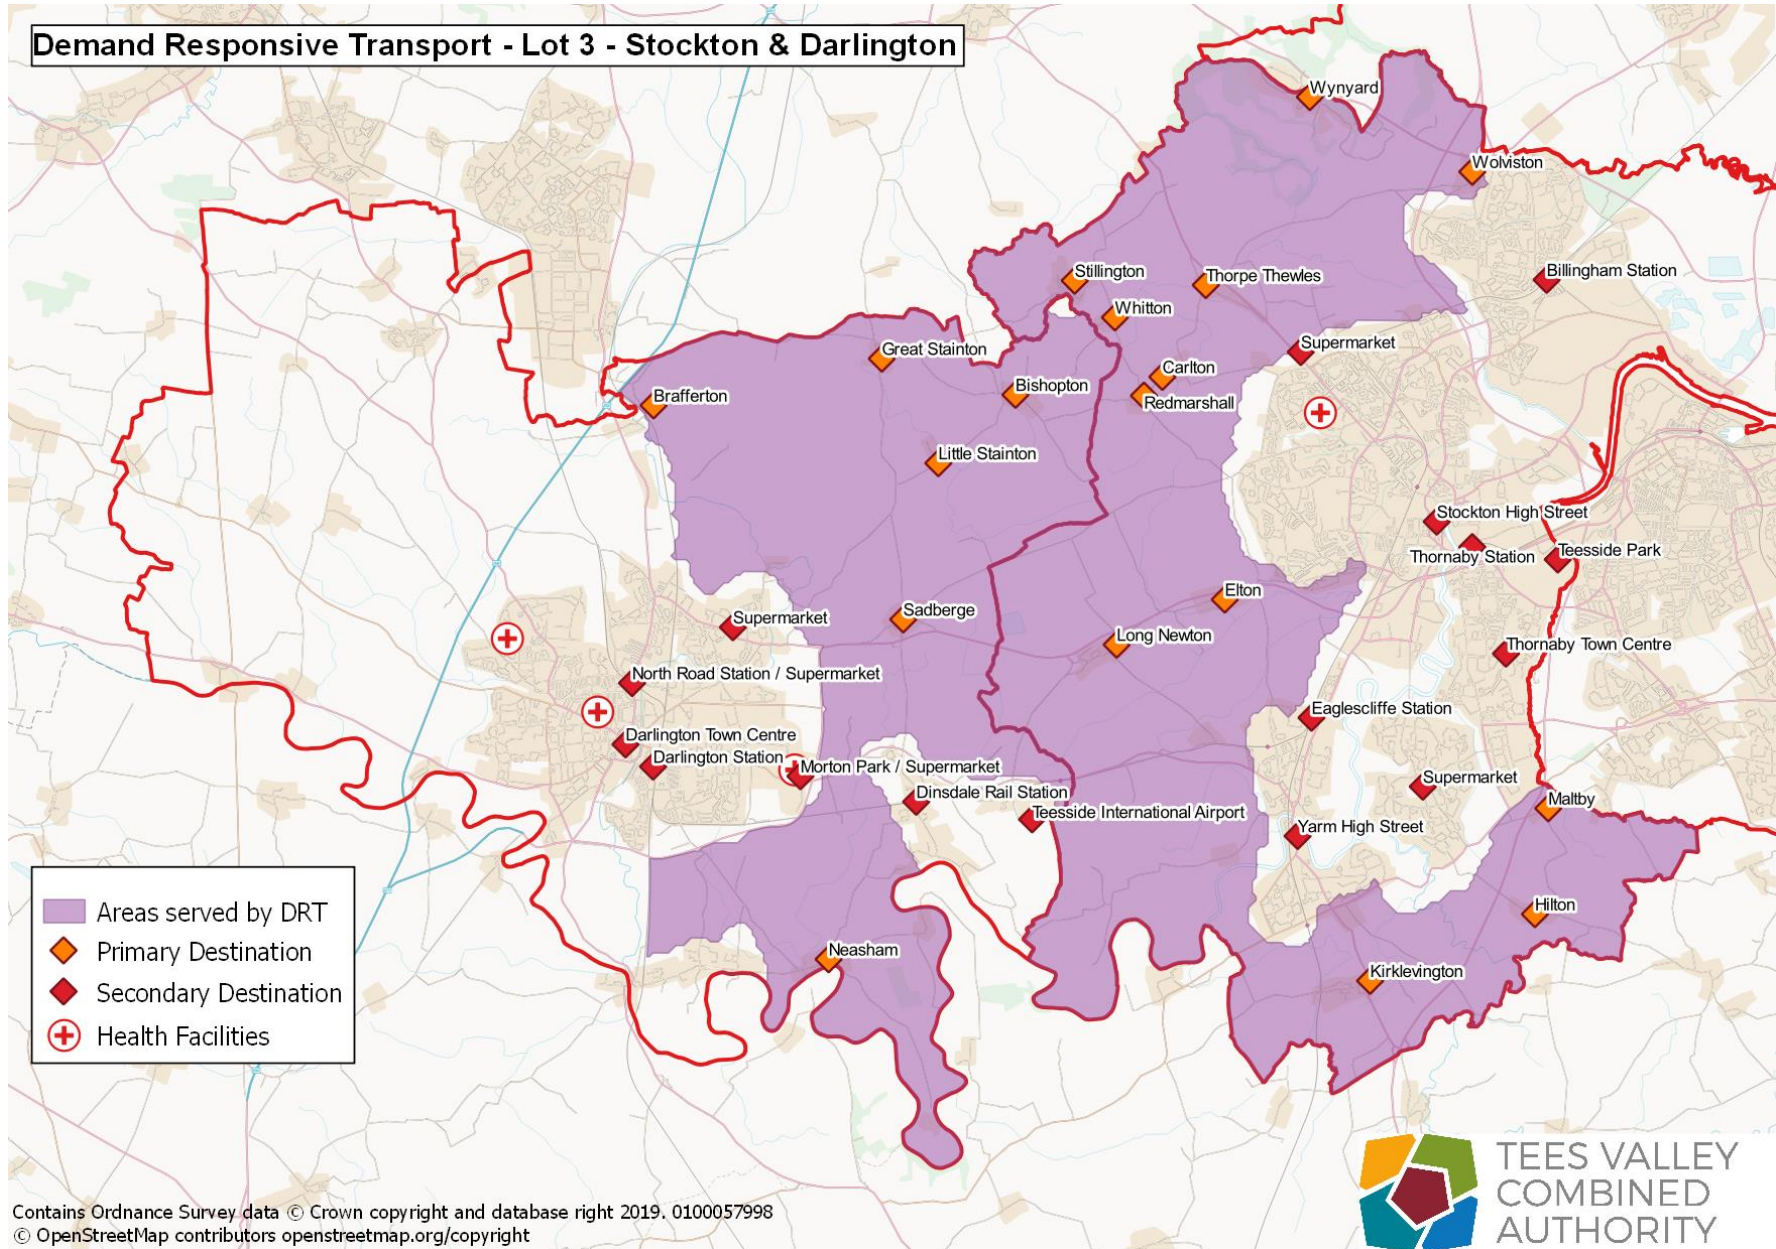 Demand Responsive Transport - Lot 3 - Stockton & Darlington
Wynyard
Wolviston
Stillington
Thorpe Thewles
Billingham Station
Whitton
Great Stainton
Supermarket
Carlton
Bishopton
Brafferton
Redmarshall
Little Stainton
Stockton High Street
Thornaby Station
Teesside Park
Elton
Sadberge
Supermarket
Long Newton
Thornaby Town Centre
North Road Station / Supermarket
Eaglescliffe Station
Darlington Town Centre
Darlington Station
Morton Park / Supermarket
Supermarket
Dinsdale Rail Station
Maltby
Teesside International Airport
Yarm High Street
Hilton
Neasham
Kirklevington
Areas served by DRT
Primary Destination
Secondary Destination
Health Facilities
TEES VALLEY
COMBINED
AUTHORITY
Contains Ordnance Survey data © Crown copyright and database right 2019. 0100057998
© OpenStreetMap contributors openstreetmap.org/copyright